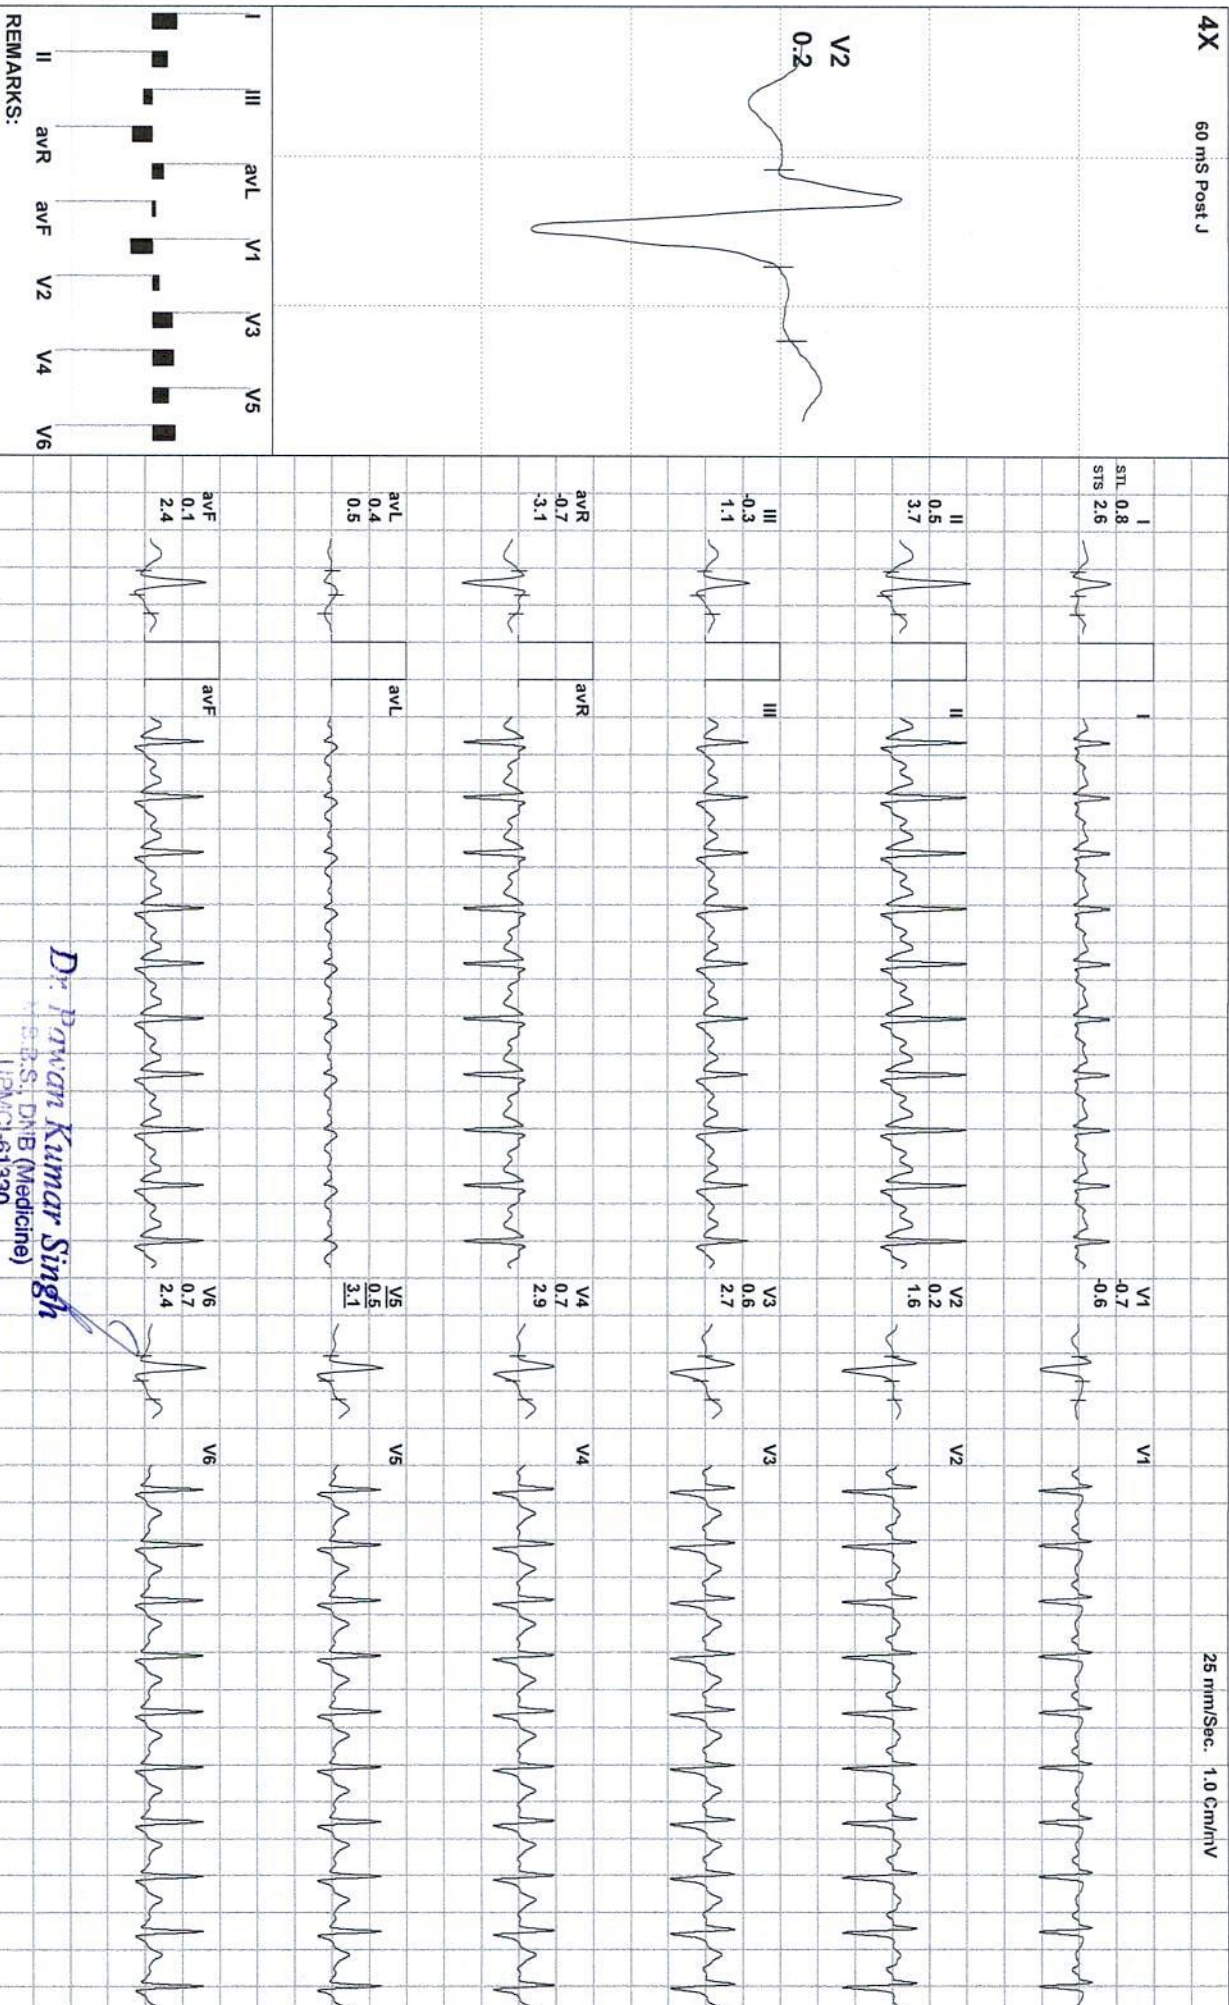 4X
60 mS Post J
25 mm/Sec. 1.0 Cm/mV
V2
0.2
I
STL 0.8
STS 2.6
I
V1
-0.7
-0.6
V1
II
0.5
3.7
II
V2
0.2
1.6
V2
III
-0.3
1.1
III
V3
0.6
2.7
V3
avR
-0.7
-3.1
avR
V4
0.7
2.9
V4
avL
0.4
0.5
avL
V5
0.5
3.1
V5
avF
0.1
2.4
avF
V6
0.7
2.4
V6
I III avL V1 V3 V5
II avR avF V2 V4 V6
REMARKS:
Dr. Pawan Kumar Singh
M.B.B.S., DNB (Medicine)